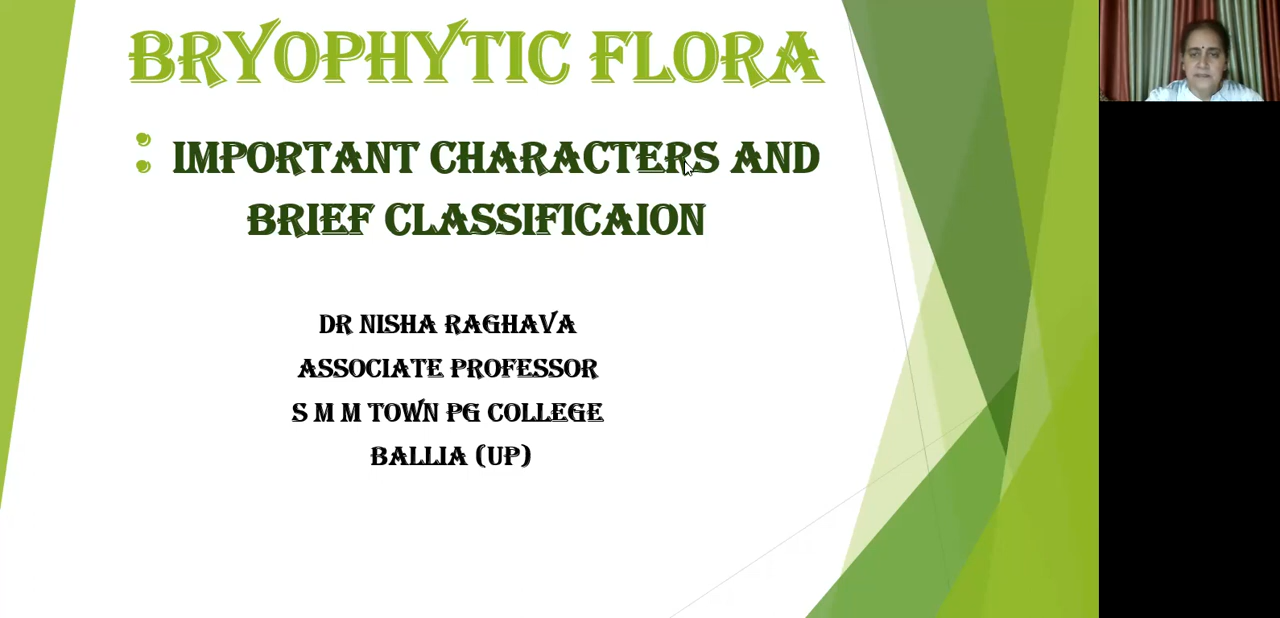 BRYOPHYTIC FLORA
: IMPORTANT CHARACTERS AND
BRIEF CLASSIFICAION
DR NISHA RAGHAVA
ASSOCIATE PROFESSOR
S M M TOWN PG COLLEGE
BALLIA (UP)